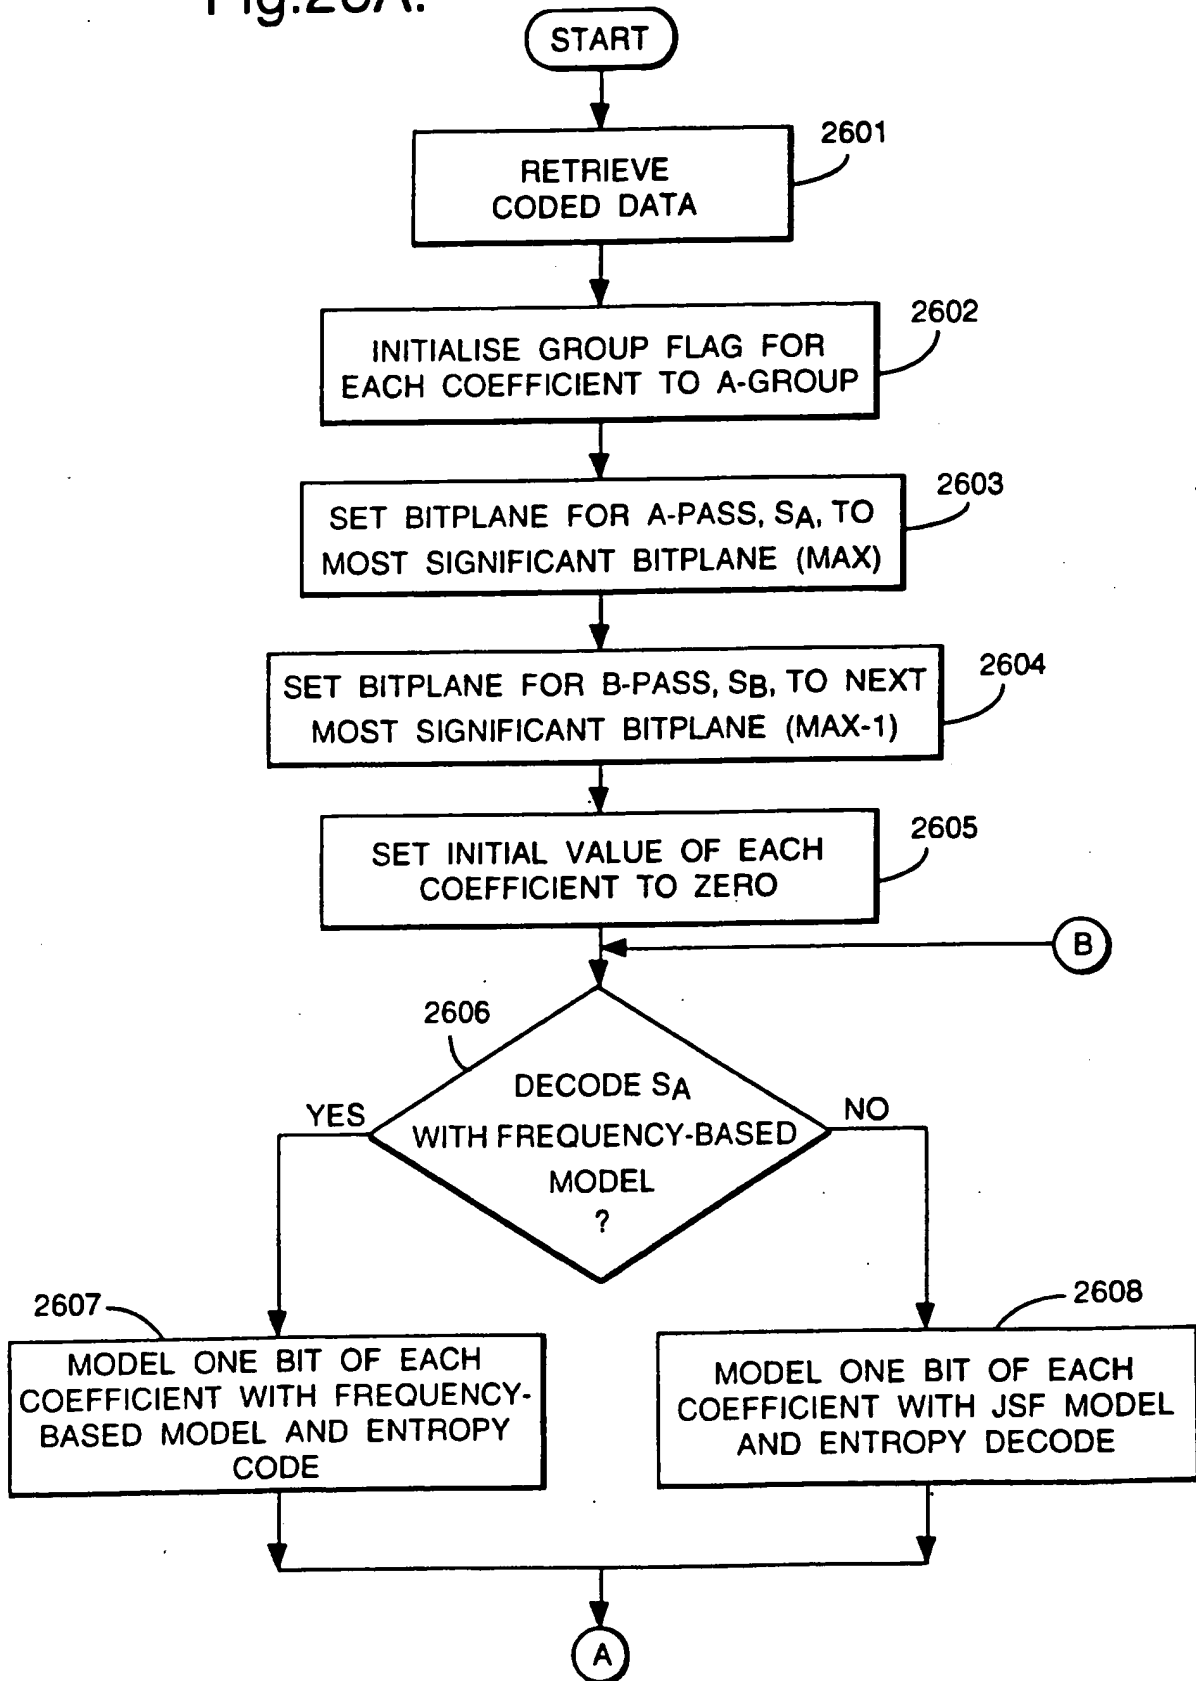 Fig.26A.
START
2601
RETRIEVE
CODED DATA
2602
INITIALISE GROUP FLAG FOR
EACH COEFFICIENT TO A-GROUP
2603
SET BITPLANE FOR A-PASS, SA, TO
MOST SIGNIFICANT BITPLANE (MAX)
2604
SET BITPLANE FOR B-PASS, SB, TO NEXT
MOST SIGNIFICANT BITPLANE (MAX-1)
2605
SET INITIAL VALUE OF EACH
COEFFICIENT TO ZERO
B
2606
DECODE SA
WITH FREQUENCY-BASED
MODEL
?
YES
NO
2607
MODEL ONE BIT OF EACH
COEFFICIENT WITH FREQUENCY-
BASED MODEL AND ENTROPY
CODE
2608
MODEL ONE BIT OF EACH
COEFFICIENT WITH JSF MODEL
AND ENTROPY DECODE
A